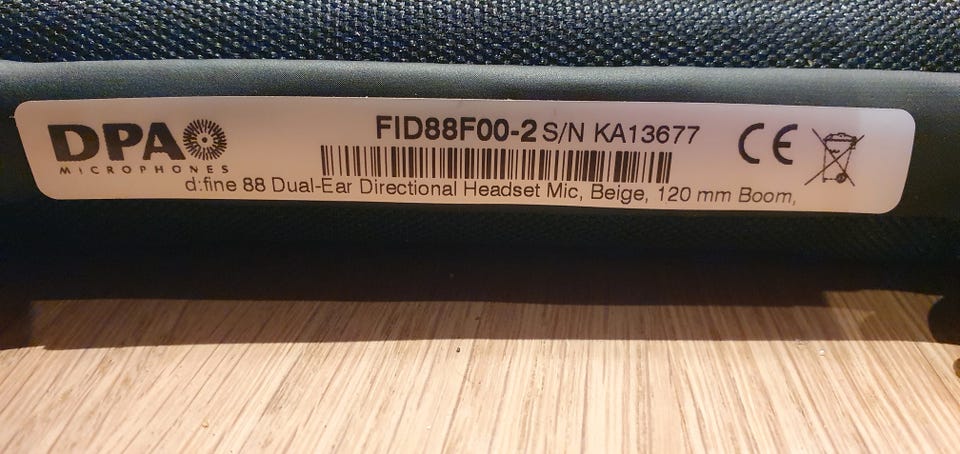 DPA
MICROPHONES
FID88F00-2 S/N KA13677
CE
d:fine 88 Dual-Ear Directional Headset Mic, Beige, 120 mm Boom,